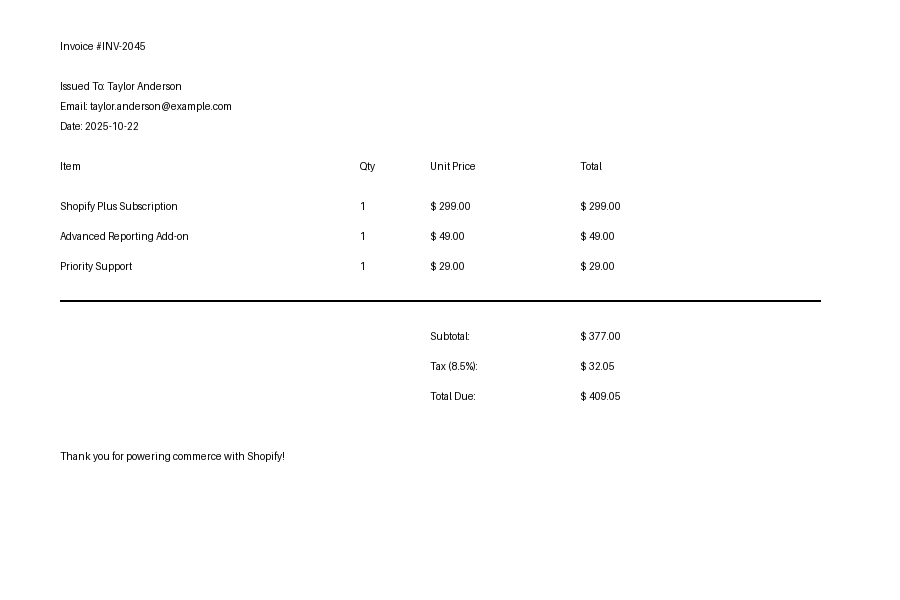 Invoice #INV-2045
Issued To: Taylor Anderson
Email: taylor.anderson@example.com
Date: 2025-10-22
Item Qty Unit Price Total
Shopify Plus Subscription 1 $ 299.00 $ 299.00
Advanced Reporting Add-on 1 $ 49.00 $ 49.00
Priority Support 1 $ 29.00 $ 29.00
Subtotal: $ 377.00
Tax (8.5%): $ 32.05
Total Due: $ 409.05
Thank you for powering commerce with Shopify!